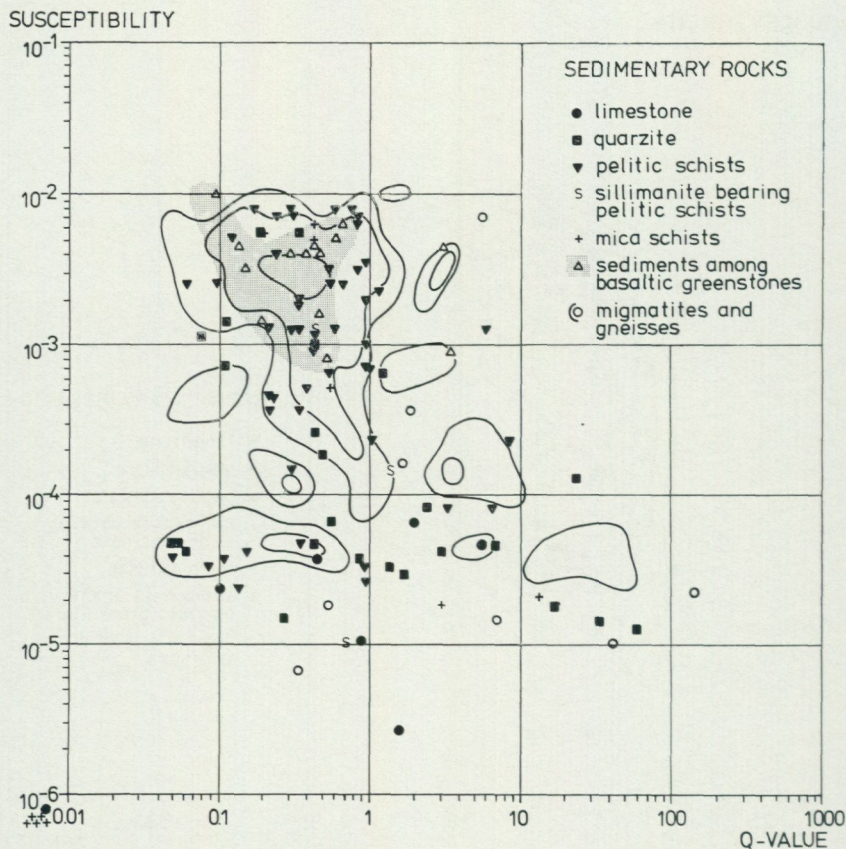 SUSCEPTIBILITY
10⁻¹
SEDIMENTARY ROCKS
limestone
quarzite
pelitic schists
s sillimanite bearing
pelitic schists
+ mica schists
sediments among
basaltic greenstones
migmatites and
gneisses
10⁻²
10⁻³
s
s
10⁻⁴
10⁻⁵
s
10⁻⁶
0.01 0.1 1 10 100 1000
Q-VALUE